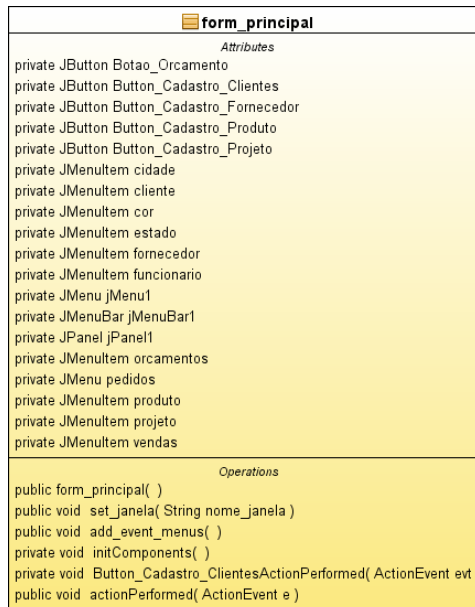 form_principal
Attributes
private JButton Botao_Orcamento
private JButton Button_Cadastro_Clientes
private JButton Button_Cadastro_Fornecedor
private JButton Button_Cadastro_Produto
private JButton Button_Cadastro_Projeto
private JMenuItem cidade
private JMenuItem cliente
private JMenuItem cor
private JMenuItem estado
private JMenuItem fornecedor
private JMenuItem funcionario
private JMenu jMenu1
private JMenuBar jMenuBar1
private JPanel jPanel1
private JMenuItem orcamentos
private JMenu pedidos
private JMenuItem produto
private JMenuItem projeto
private JMenuItem vendas
Operations
public form_principal( )
public void set_janela( String nome_janela )
public void add_event_menus( )
private void initComponents( )
private void Button_Cadastro_ClientesActionPerformed( ActionEvent evt
public void actionPerformed( ActionEvent e )